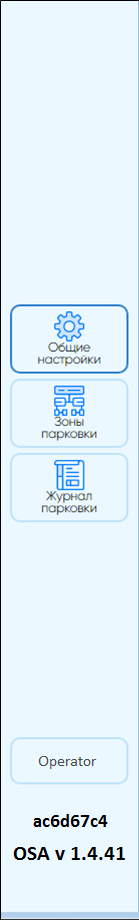 Общие
настройки
Зоны
парковки
Журнал
парковки
Operator
ac6d67c4
OSA v 1.4.41